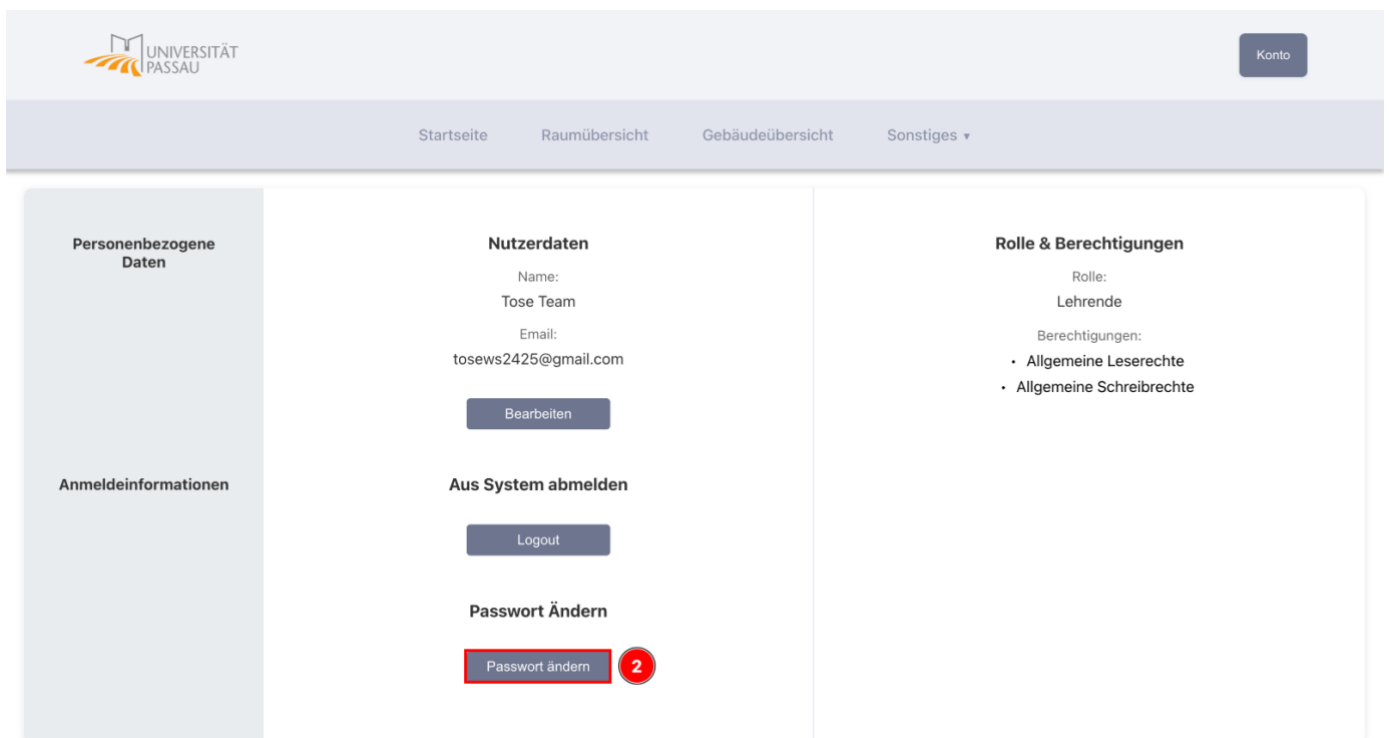 UNIVERSITÄT
PASSAU
Konto
Startseite Raumübersicht Gebäudeübersicht Sonstiges ▾
Personenbezogene
Daten
Nutzerdaten
Name:
Tose Team
Email:
tosews2425@gmail.com
Bearbeiten
Rolle & Berechtigungen
Rolle:
Lehrende
Berechtigungen:
• Allgemeine Leserechte
• Allgemeine Schreibrechte
Anmeldeinformationen
Aus System abmelden
Logout
Passwort Ändern
Passwort ändern 2